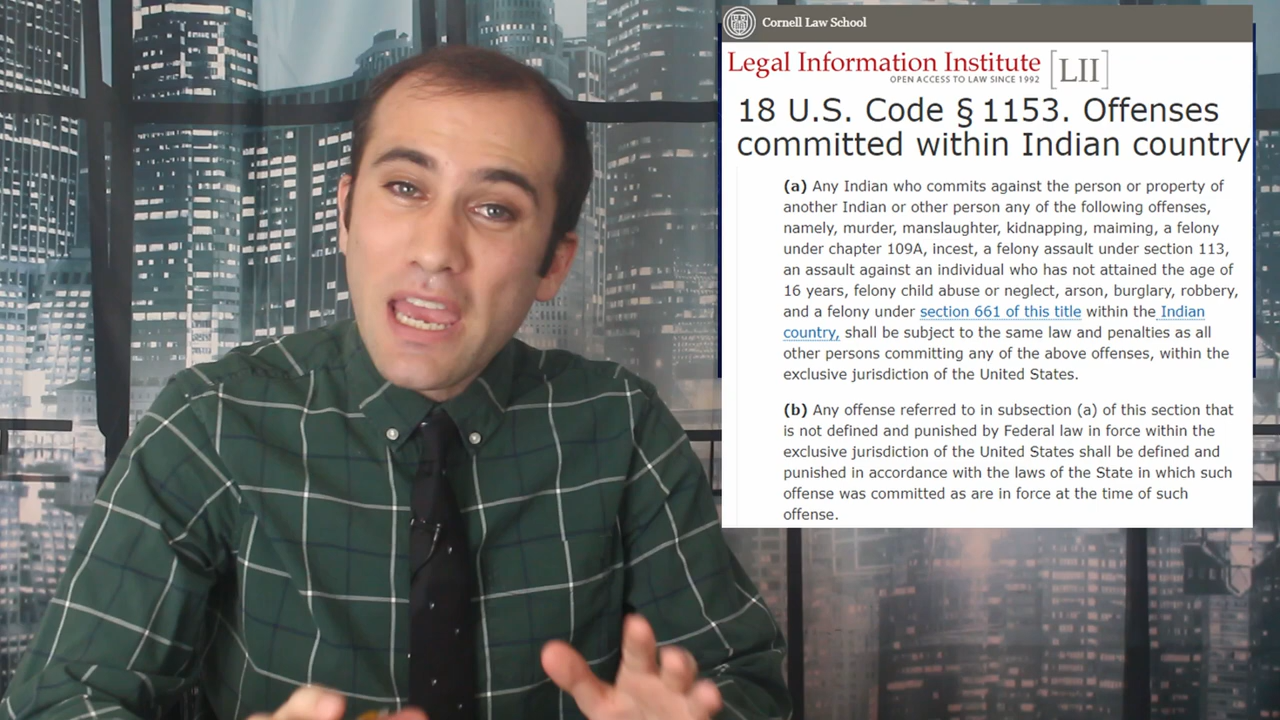 Cornell Law School
Legal Information Institute [LII]
OPEN ACCESS TO LAW SINCE 1992
18 U.S. Code § 1153. Offenses
committed within Indian country
(a) Any Indian who commits against the person or property of
another Indian or other person any of the following offenses,
namely, murder, manslaughter, kidnapping, maiming, a felony
under chapter 109A, incest, a felony assault under section 113,
an assault against an individual who has not attained the age of
16 years, felony child abuse or neglect, arson, burglary, robbery,
and a felony under section 661 of this title within the Indian
country, shall be subject to the same law and penalties as all
other persons committing any of the above offenses, within the
exclusive jurisdiction of the United States.
(b) Any offense referred to in subsection (a) of this section that
is not defined and punished by Federal law in force within the
exclusive jurisdiction of the United States shall be defined and
punished in accordance with the laws of the State in which such
offense was committed as are in force at the time of such
offense.